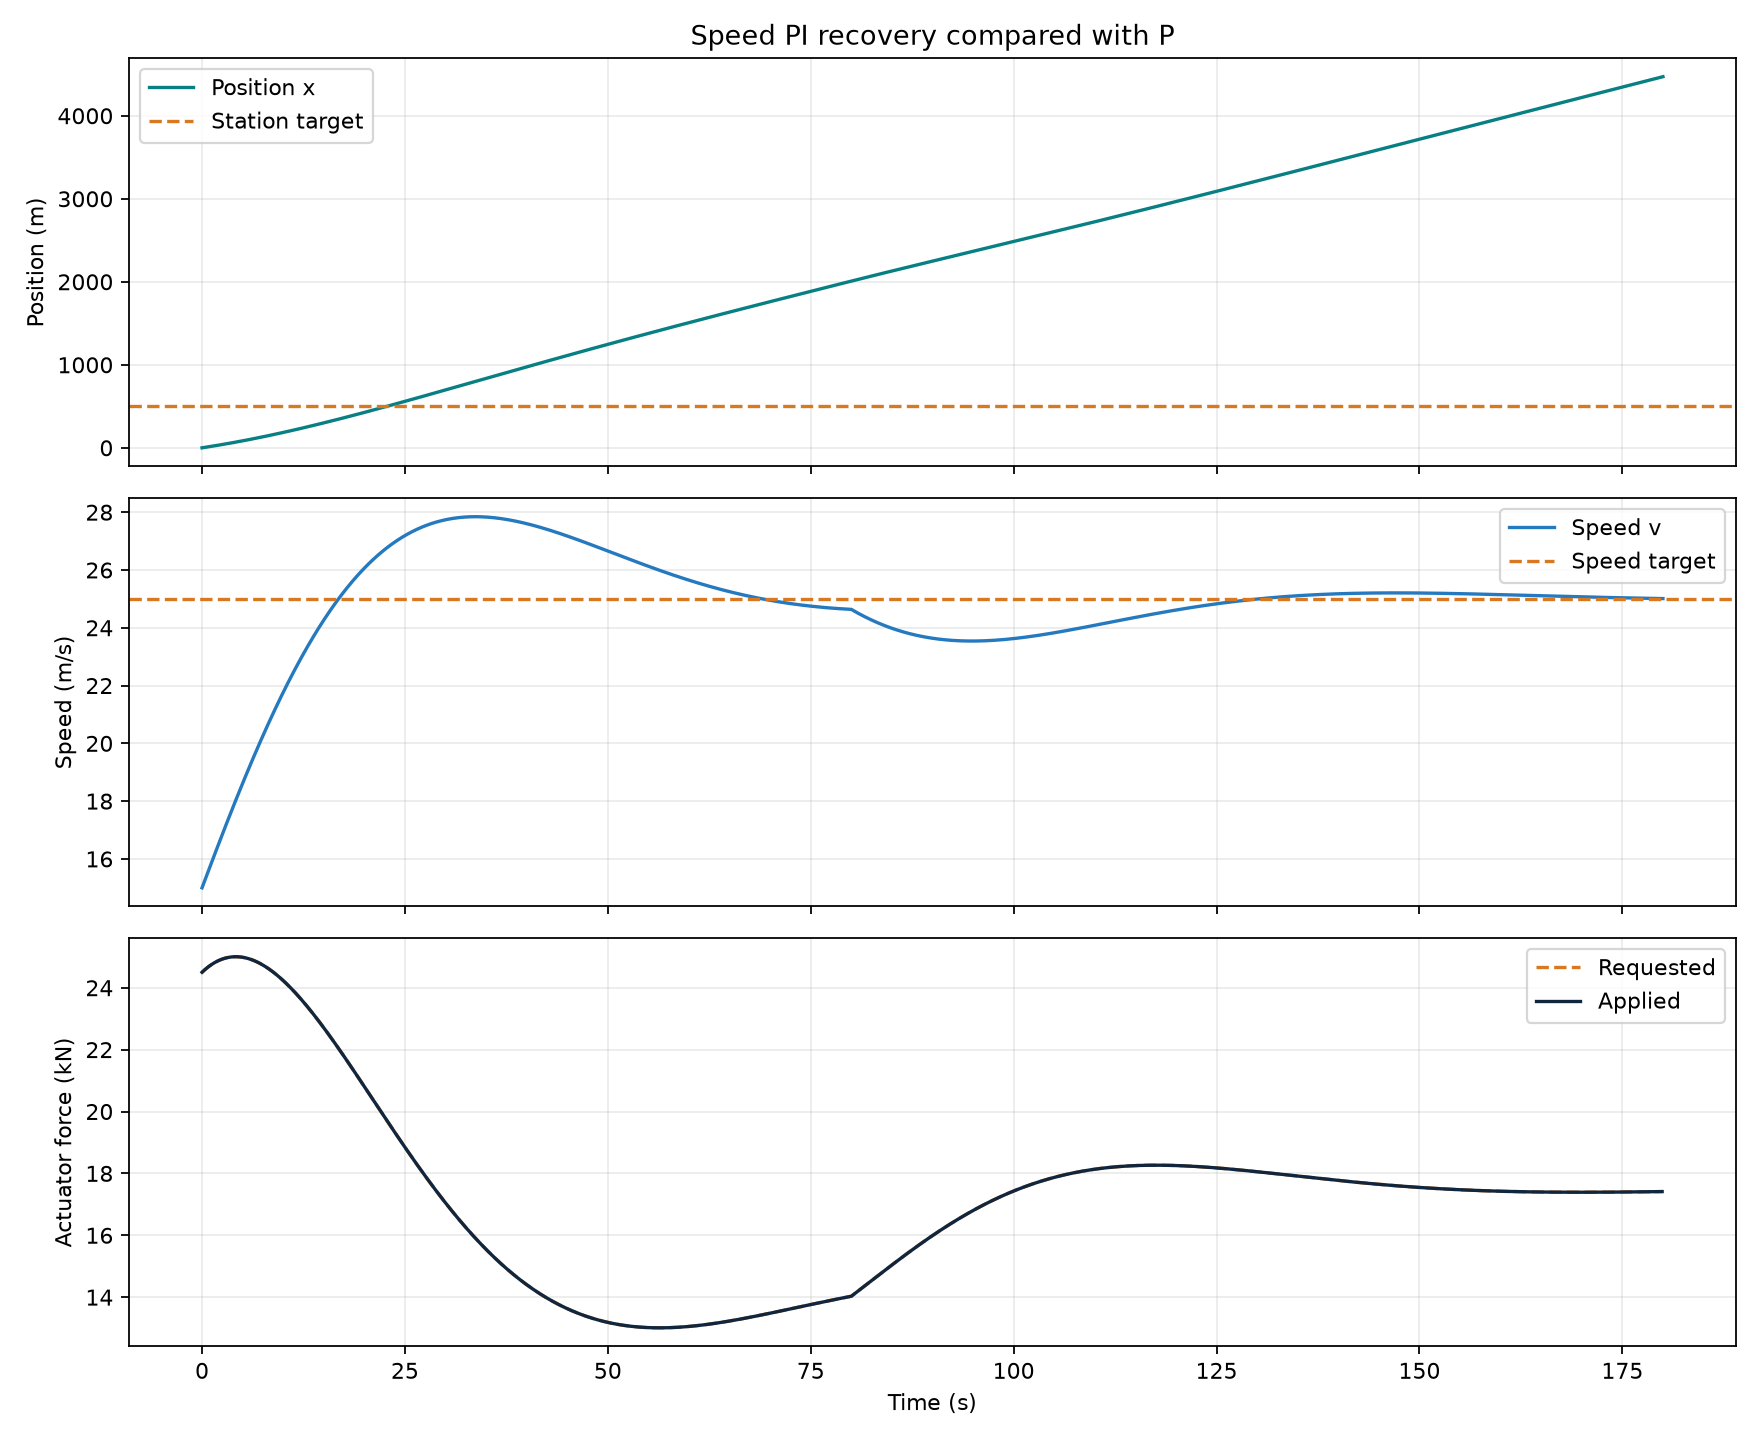 Speed PI recovery compared with P
Position x
Station target
Position (m)
4000
3000
2000
1000
0
Speed v
Speed target
Speed (m/s)
28
26
24
22
20
18
16
Requested
Applied
Actuator force (kN)
24
22
20
18
16
14
0 25 50 75 100 125 150 175
Time (s)